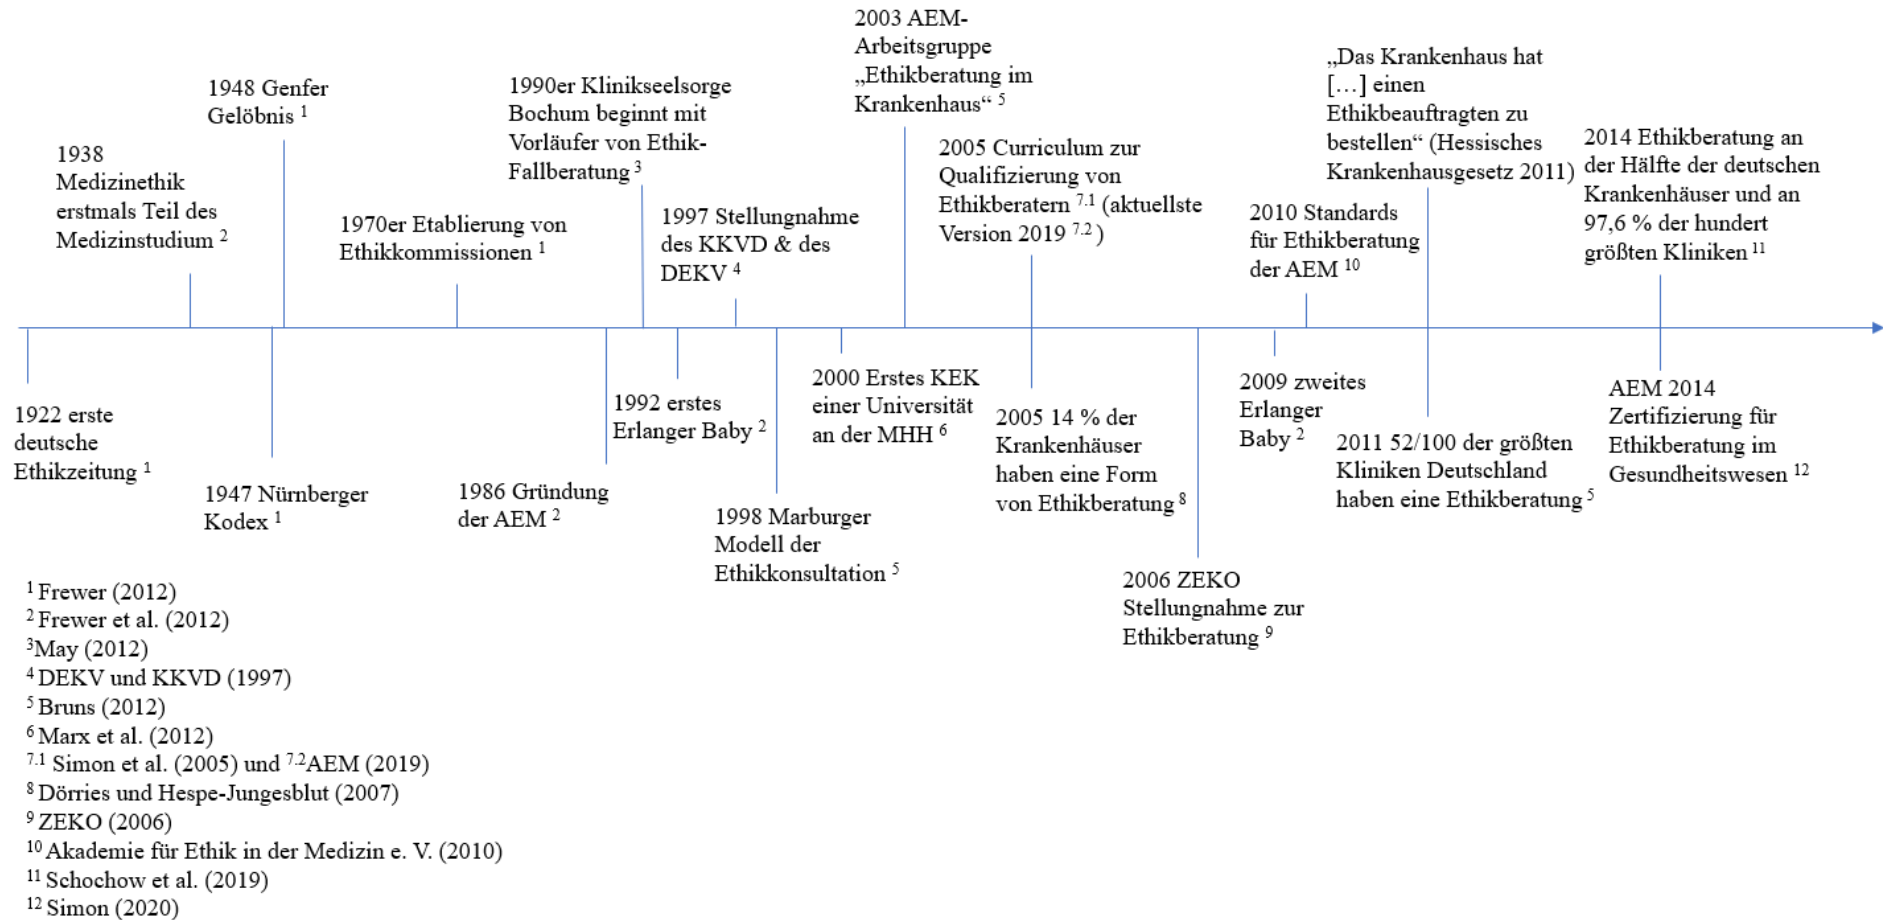 1938
Medizinethik
erstmals Teil des
Medizinstudium 2
1948 Genfer
Gelöbnis 1
1970er Etablierung von
Ethikkommissionen 1
1990er Klinikseelsorge
Bochum beginnt mit
Vorläufer von Ethik-
Fallberatung 3
1997 Stellungnahme
des KKVD & des
DEKV 4
2003 AEM-
Arbeitsgruppe
„Ethikberatung im
Krankenhaus“ 5
2005 Curriculum zur
Qualifizierung von
Ethikberatern 7.1 (aktuellste
Version 2019 7.2 )
2010 Standards
für Ethikberatung
der AEM 10
„Das Krankenhaus hat
[…] einen
Ethikbeauftragten zu
bestellen“ (Hessisches
Krankenhausgesetz 2011)
2014 Ethikberatung an
der Hälfte der deutschen
Krankenhäuser und an
97,6 % der hundert
größten Kliniken 11
1922 erste
deutsche
Ethikzeitung 1
1947 Nürnberger
Kodex 1
1986 Gründung
der AEM 2
1992 erstes
Erlanger Baby 2
1998 Marburger
Modell der
Ethikkonsultation 5
2000 Erstes KEK
einer Universität
an der MHH 6
2005 14 % der
Krankenhäuser
haben eine Form
von Ethikberatung 8
2006 ZEKO
Stellungnahme zur
Ethikberatung 9
2009 zweites
Erlanger
Baby 2
2011 52/100 der größten
Kliniken Deutschland
haben eine Ethikberatung 5
AEM 2014
Zertifizierung für
Ethikberatung im
Gesundheitswesen 12
1 Frewer (2012)
2 Frewer et al. (2012)
3 May (2012)
4 DEKV und KKVD (1997)
5 Bruns (2012)
6 Marx et al. (2012)
7.1 Simon et al. (2005) und 7.2 AEM (2019)
8 Dörries und Hespe-Jungesblut (2007)
9 ZEKO (2006)
10 Akademie für Ethik in der Medizin e. V. (2010)
11 Schochow et al. (2019)
12 Simon (2020)